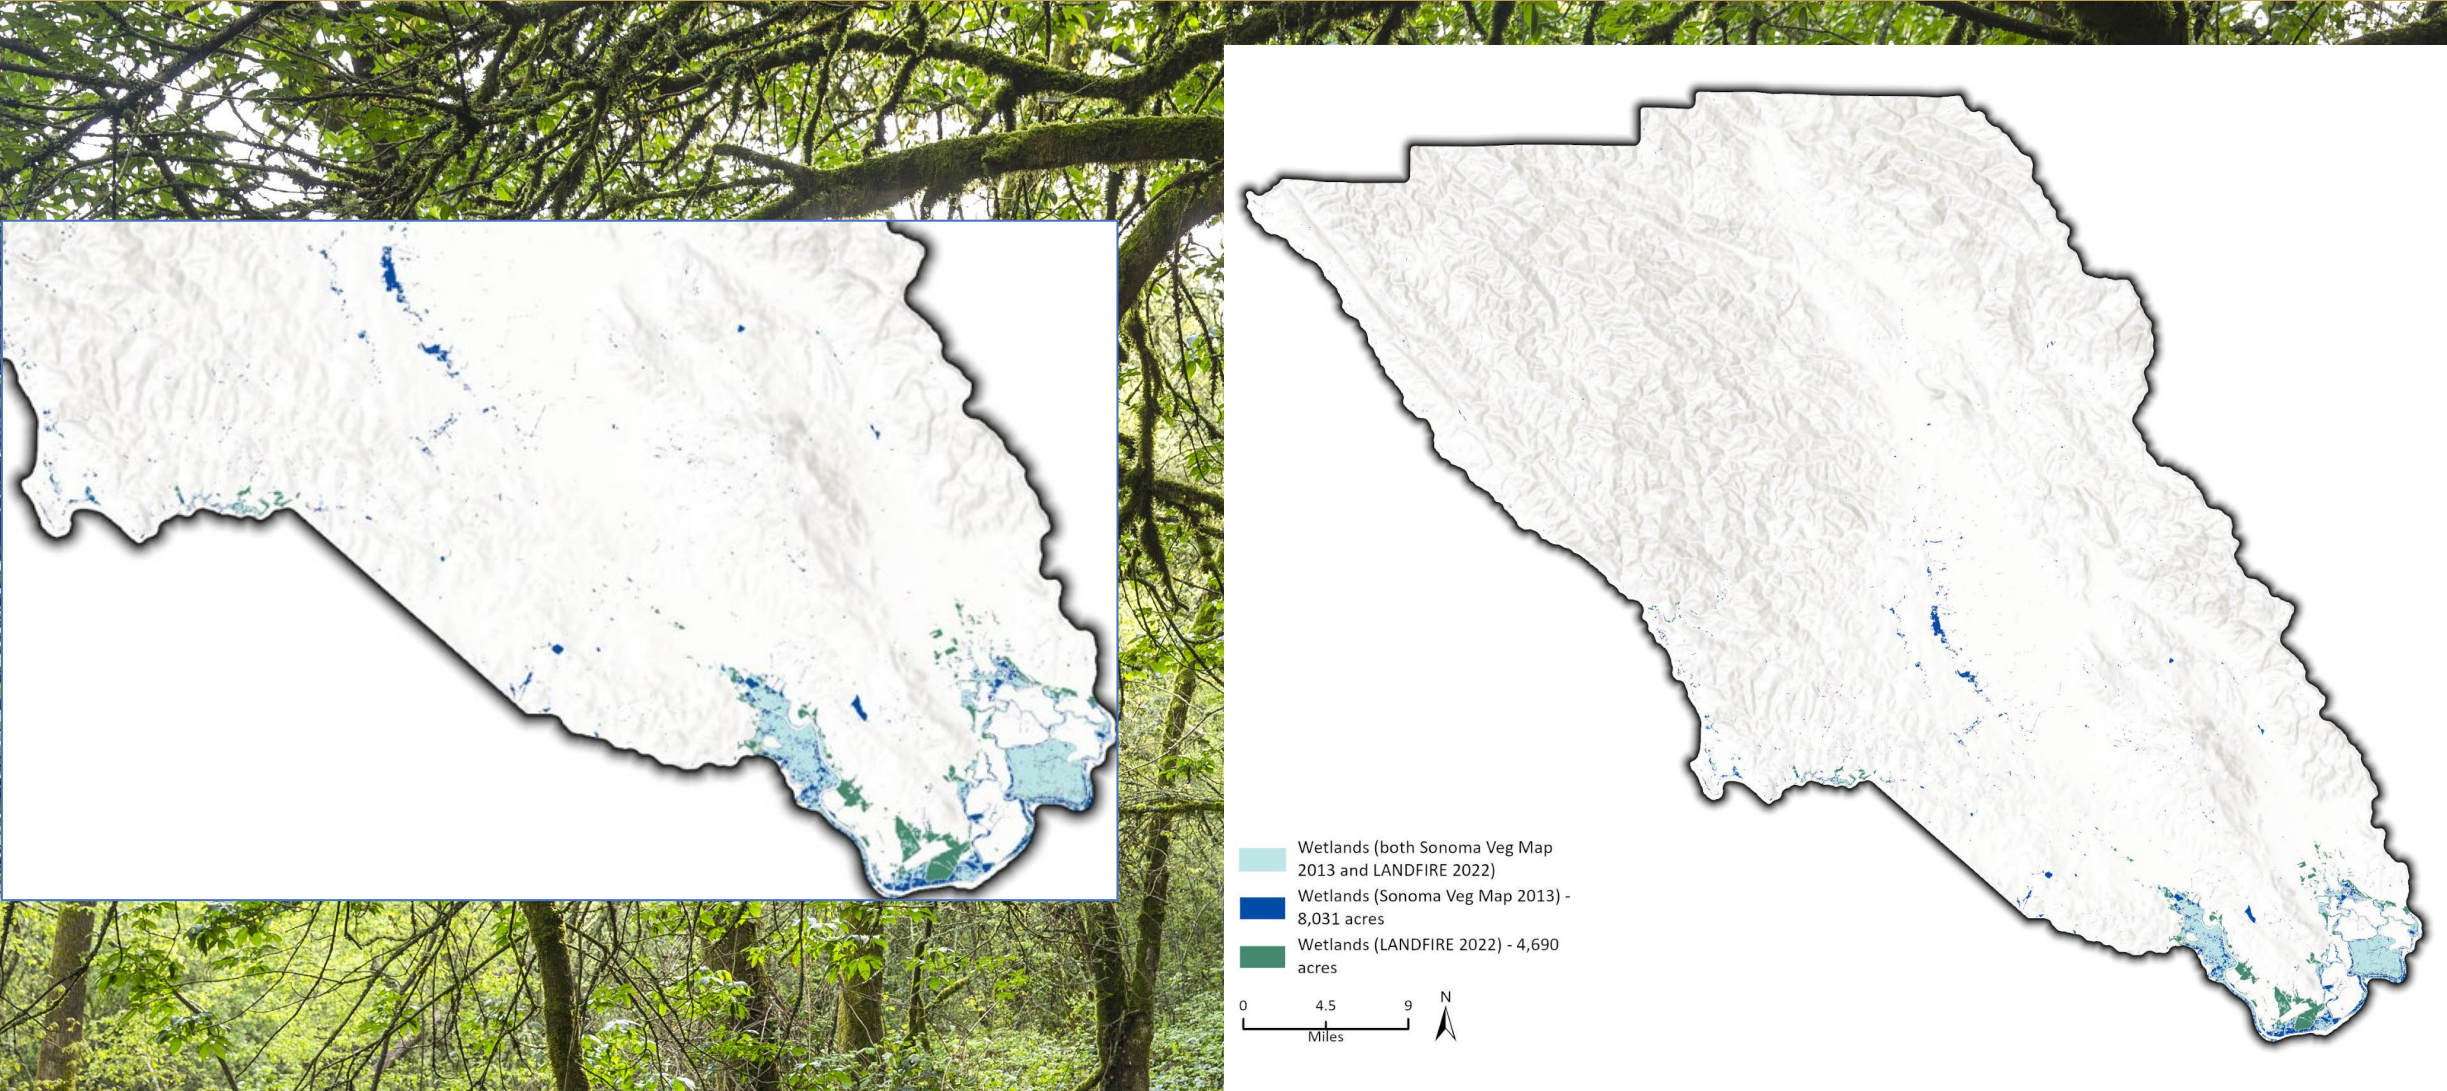 Wetlands (both Sonoma Veg Map
2013 and LANDFIRE 2022)
Wetlands (Sonoma Veg Map 2013) -
8,031 acres
Wetlands (LANDFIRE 2022) - 4,690
acres
0 4.5 9
Miles
N